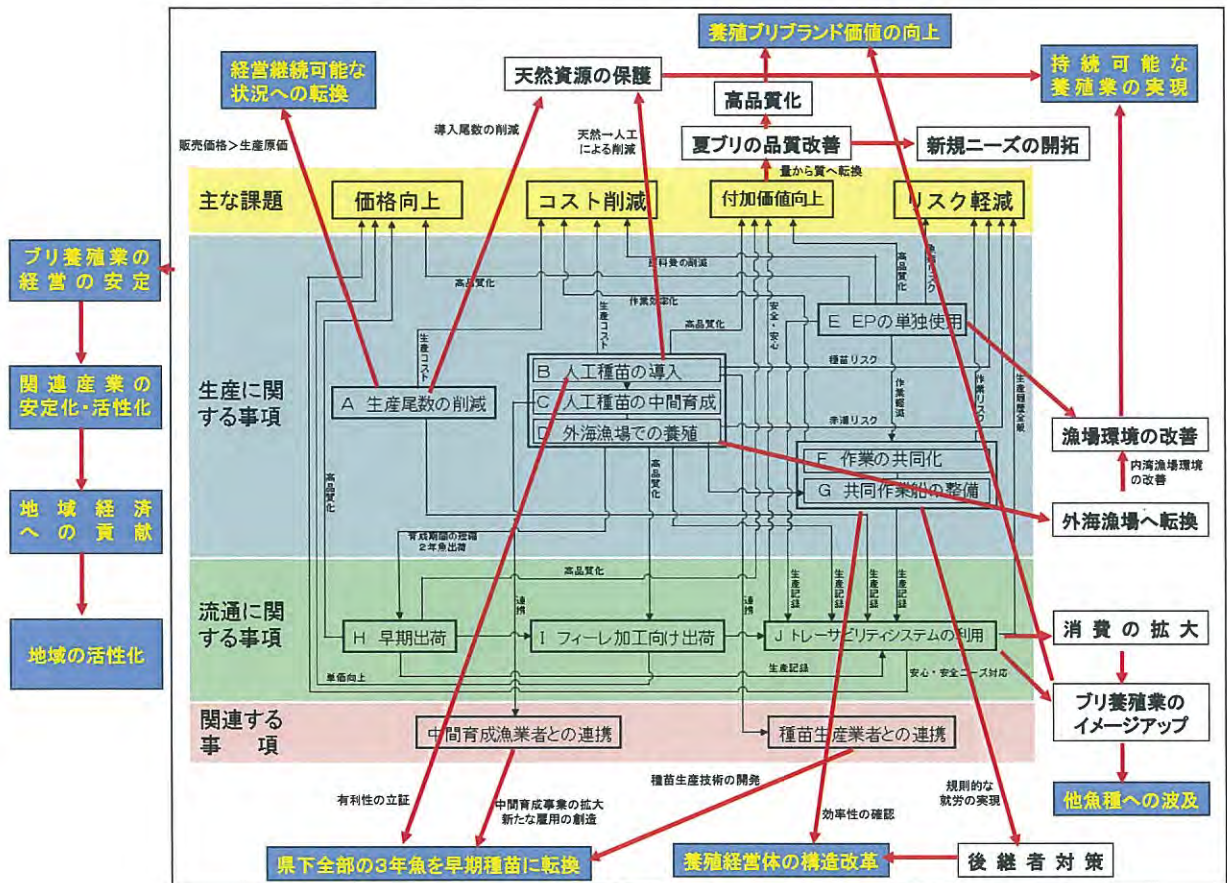 養殖ブリブランド価値の向上
経営継続可能な
状況への転換
天然資源の保護
持続可能な
養殖業の実現
高品質化
導入尾数の削減
天然→人工
による削減
販売価格>生産原価
夏ブリの品質改善
新規ニーズの開拓
量から質へ転換
主な課題
価格向上
コスト削減
付加価値向上
リスク軽減
ブリ養殖業の
経営の安定
関連産業の
安定化・活性化
地域経済
への貢献
地域の活性化
生産に関
する事項
高品質化
餌料費の削減
作業効率化
高品質化
生産コスト
生産コスト
高品質化
安全・安心
E EPの単独使用
種苗リスク
B 人工種苗の導入
C 人工種苗の中間育成
D 外海漁場での養殖
A 生産尾数の削減
赤潮リスク
作業軽減
作業リスク
生産履歴全般
F 作業の共同化
G 共同作業船の整備
漁場環境の改善
内湾漁場環境
の改善
外海漁場へ転換
高品質化
高品質化
育成期間の短縮
2年魚出荷
流通に関
する事項
高品質化
連携
連携
生産記録
生産記録
生産記録
生産記録
H 早期出荷
I フィーレ加工向け出荷
J トレーサビリティシステムの利用
生産記録
単価向上
安心・安全ニーズ対応
消費の拡大
ブリ養殖業の
イメージアップ
他魚種への波及
関連する
事項
中間育成漁業者との連携
種苗生産業者との連携
有利性の立証
中間育成事業の拡大
新たな雇用の創造
種苗生産技術の開発
効率性の確認
規則的な
就労の実現
県下全部の3年魚を早期種苗に転換
養殖経営体の構造改革
後継者対策